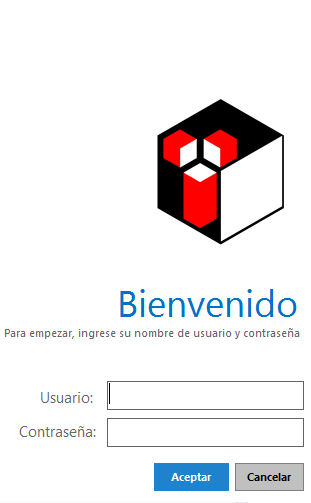 Bienvenido
Para empezar, ingrese su nombre de usuario y contraseña
Usuario:
Contraseña:
Aceptar Cancelar